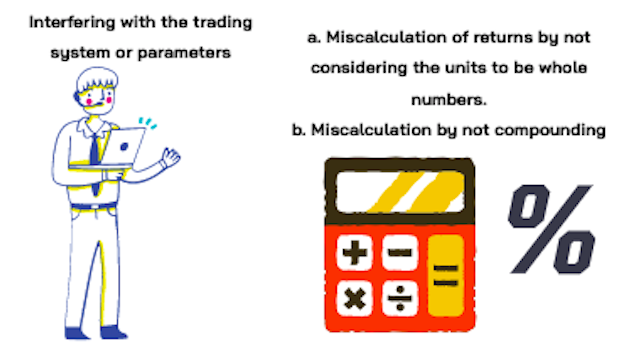 Interfering with the trading
system or parameters
a. Miscalculation of returns by not
considering the units to be whole
numbers.
b. Miscalculation by not compounding
+ −
× ÷ =
%